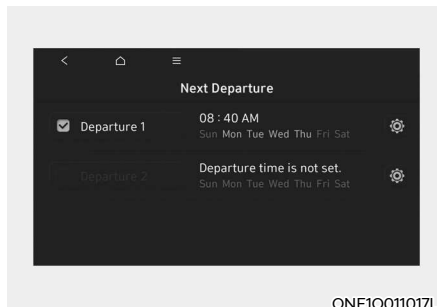 Next Departure
Departure 1
08 : 40 AM
Sun Mon Tue Wed Thu Fri Sat
Departure 2
Departure time is not set.
Sun Mon Tue Wed Thu Fri Sat
ONE1Q011017L